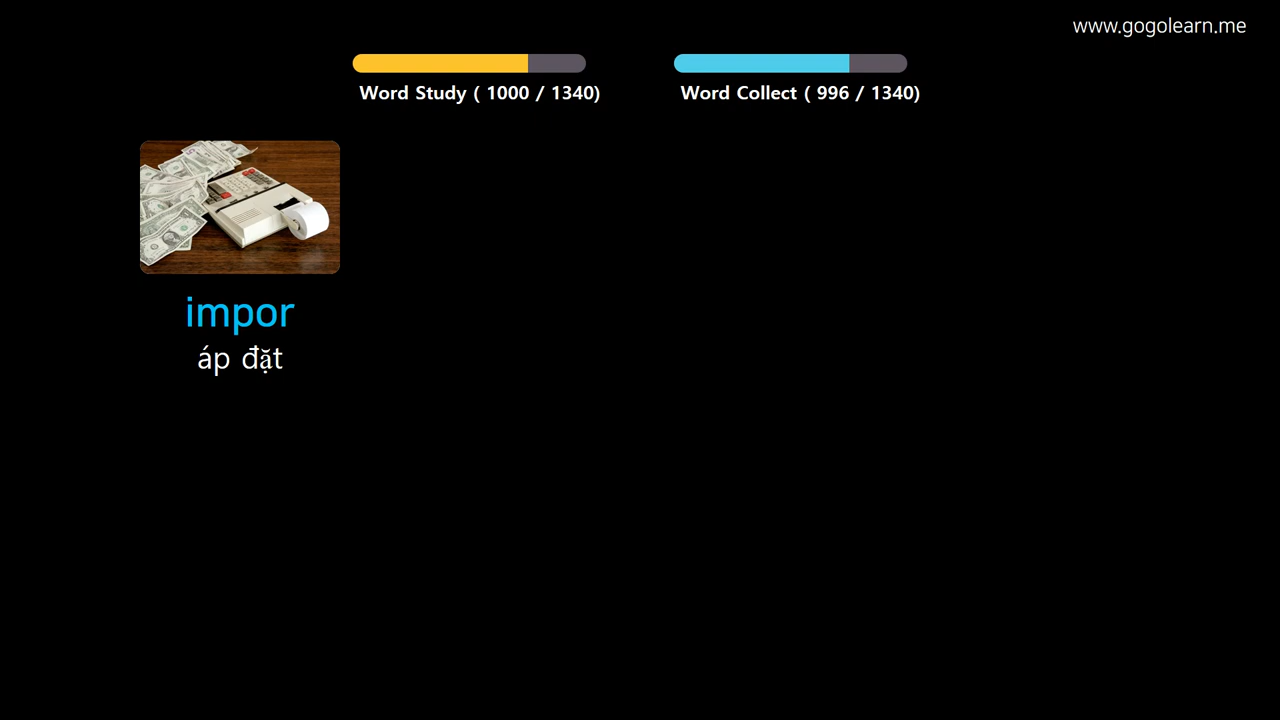 www.gogolearn.me
Word Study ( 1000 / 1340)
Word Collect ( 996 / 1340)
impor
áp đặt